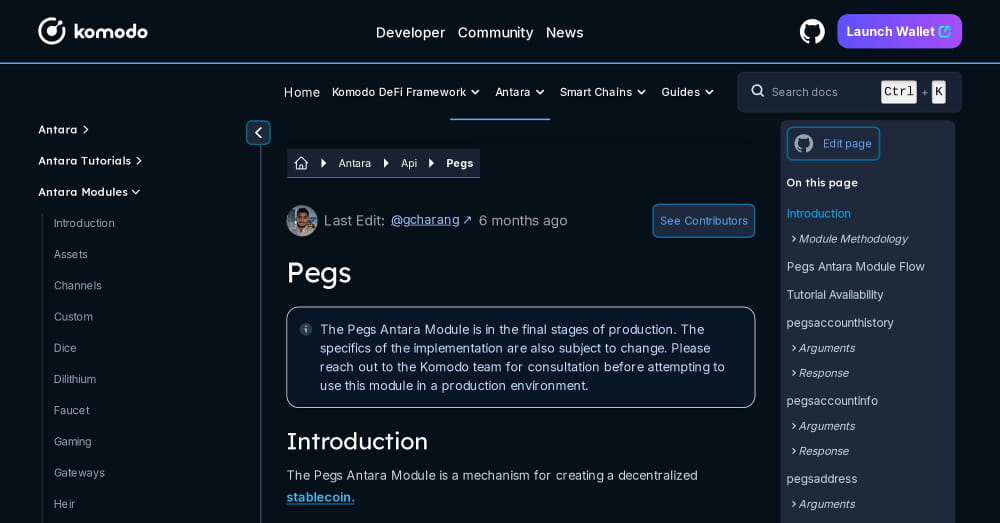 komodo
Developer Community News
Launch Wallet
Home Komodo DeFi Framework Antara Smart Chains Guides
Search docs Ctrl + K
Antara
Antara Tutorials
Antara Modules
Introduction
Assets
Channels
Custom
Dice
Dilithium
Faucet
Gaming
Gateways
Heir
Antara Api Pegs
Last Edit: @gcharang ↗ 6 months ago
See Contributors
Pegs
The Pegs Antara Module is in the final stages of production. The
specifics of the implementation are also subject to change. Please
reach out to the Komodo team for consultation before attempting to
use this module in a production environment.
Introduction
The Pegs Antara Module is a mechanism for creating a decentralized
stablecoin.
Edit page
On this page
Introduction
Module Methodology
Pegs Antara Module Flow
Tutorial Availability
pegsaccounthistory
Arguments
Response
pegsaccountinfo
Arguments
Response
pegsaddress
Arguments